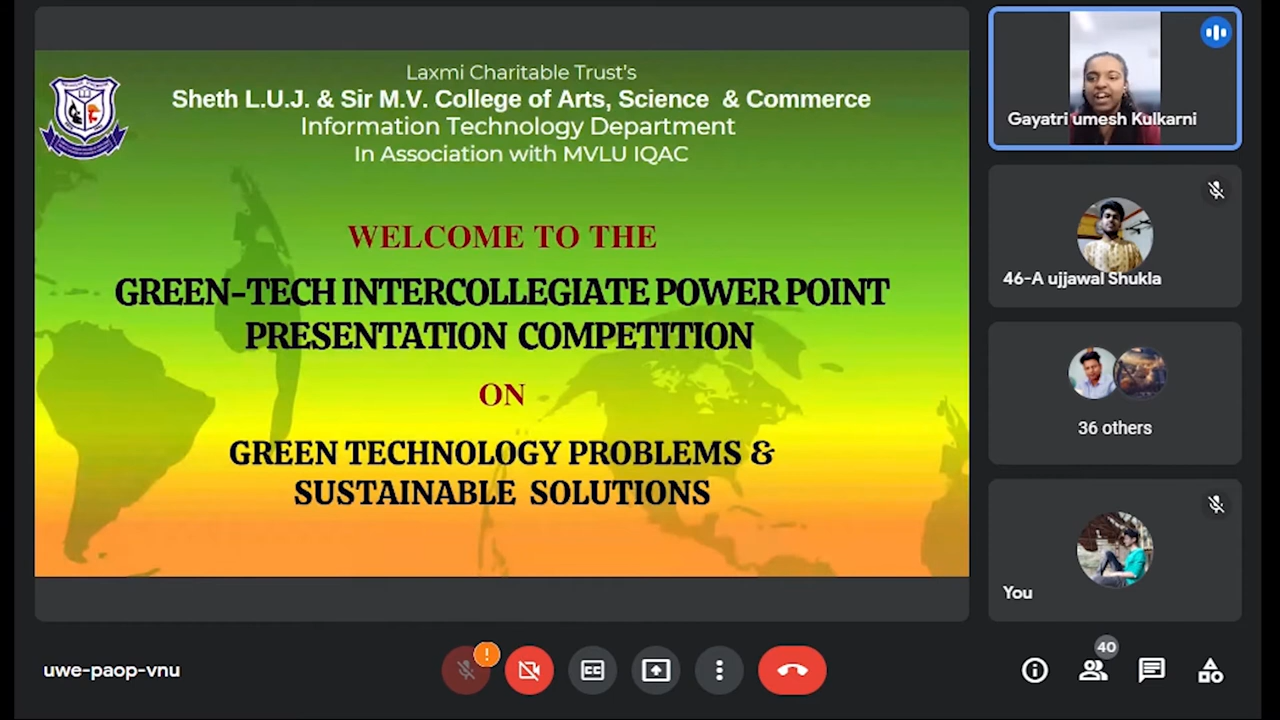 Laxmi Charitable Trust's
Sheth L.U.J. & Sir M.V. College of Arts, Science & Commerce
Information Technology Department
In Association with MVLU IQAC
WELCOME TO THE
GREEN-TECH INTERCOLLEGIATE POWER POINT
PRESENTATION COMPETITION
ON
GREEN TECHNOLOGY PROBLEMS &
SUSTAINABLE SOLUTIONS
Gayatri umesh Kulkarni
46-A ujjawal Shukla
36 others
You
uwe-paop-vnu
!
CC
40